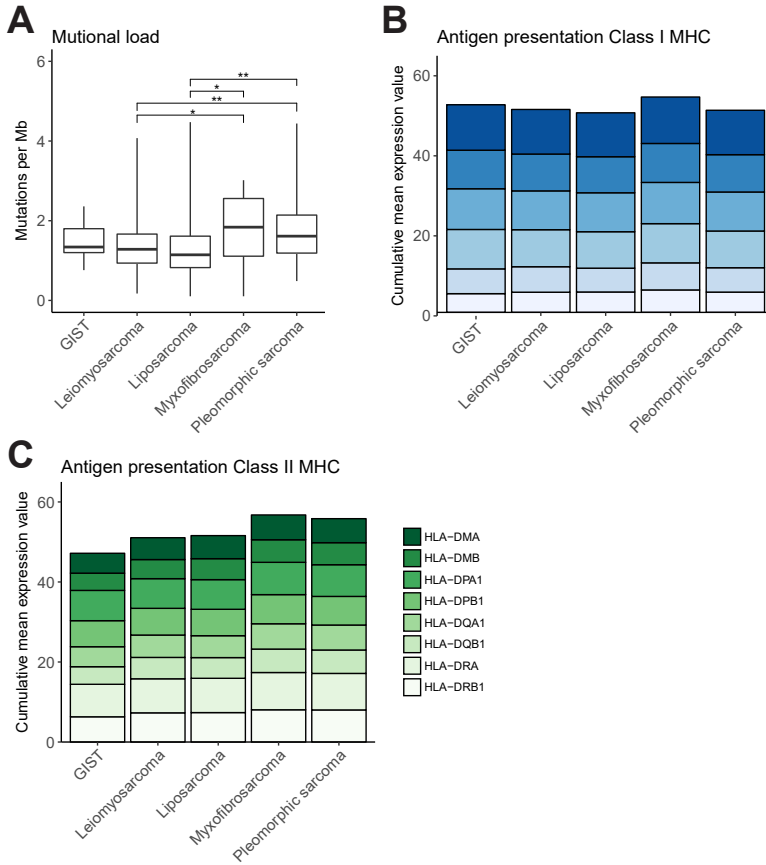 A
Mutional load
Mutations per Mb
6
4
2
0
**
*
**
*
GIST
Leiomyosarcoma
Liposarcoma
Myxofibrosarcoma
Pleomorphic sarcoma
B
Antigen presentation Class I MHC
Cumulative mean expression value
60
40
20
0
GIST
Leiomyosarcoma
Liposarcoma
Myxofibrosarcoma
Pleomorphic sarcoma
C
Antigen presentation Class II MHC
Cumulative mean expression value
60
40
20
0
GIST
Leiomyosarcoma
Liposarcoma
Myxofibrosarcoma
Pleomorphic sarcoma
HLA−DMA
HLA−DMB
HLA−DPA1
HLA−DPB1
HLA−DQA1
HLA−DQB1
HLA−DRA
HLA−DRB1